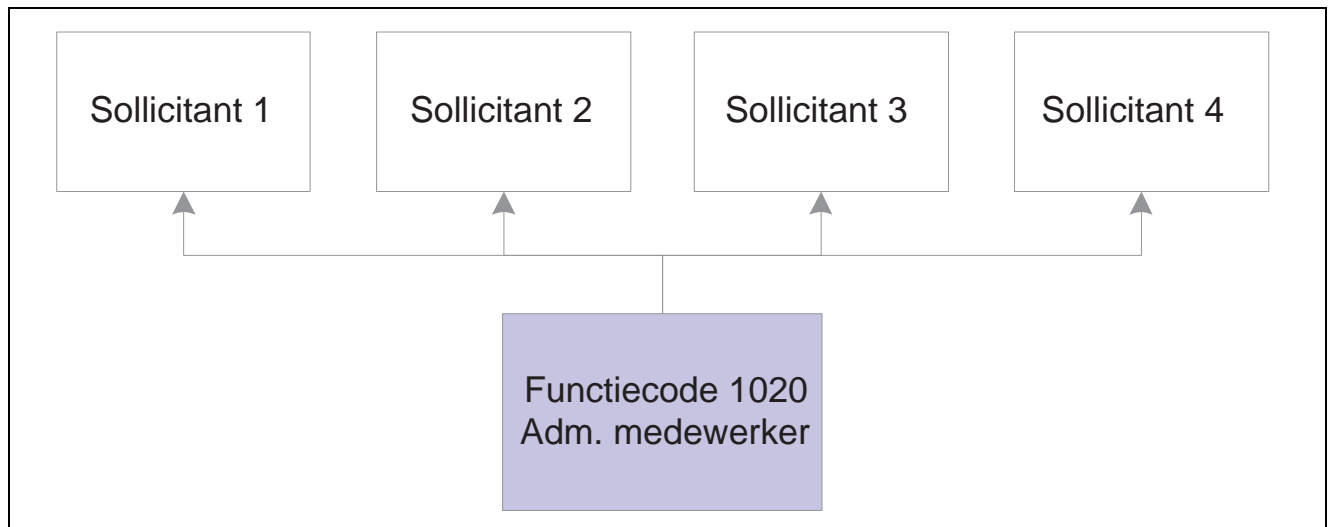 Sollicitant 1
Sollicitant 2
Sollicitant 3
Sollicitant 4
Functiecode 1020
Adm. medewerker